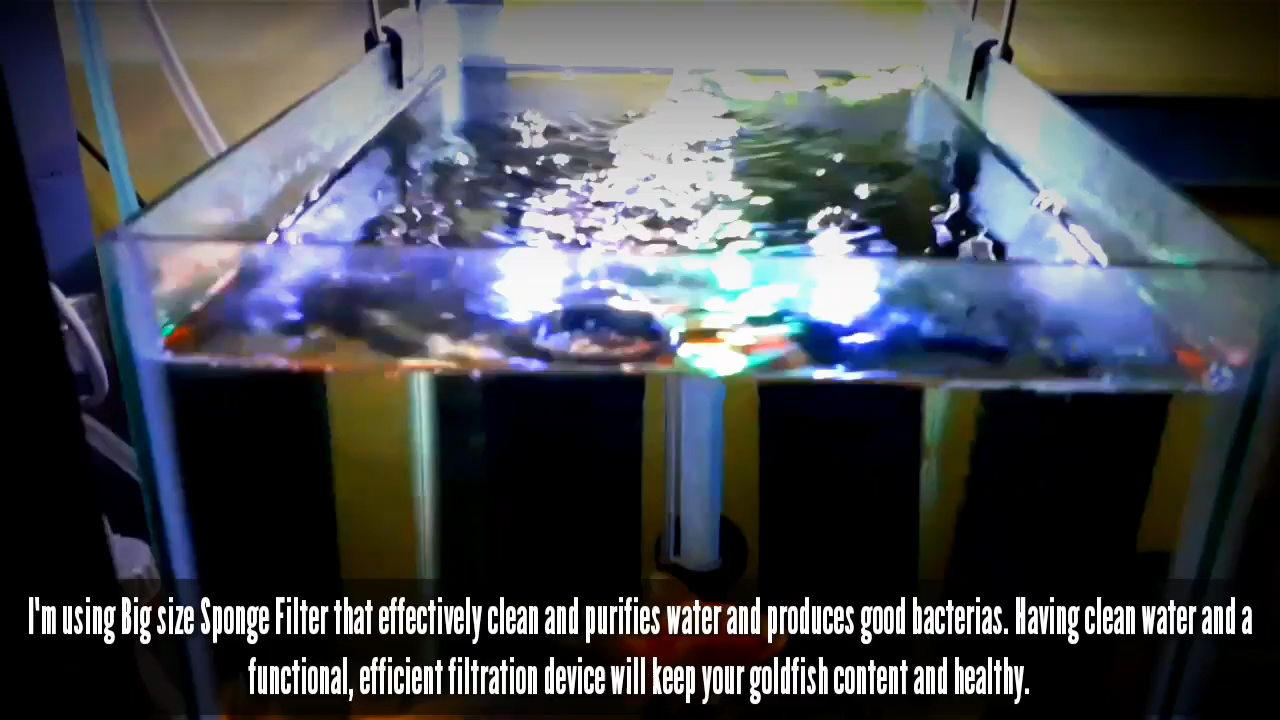 I'm using Big size Sponge Filter that effectively clean and purifies water and produces good bacterias. Having clean water and a
functional, efficient filtration device will keep your goldfish content and healthy.